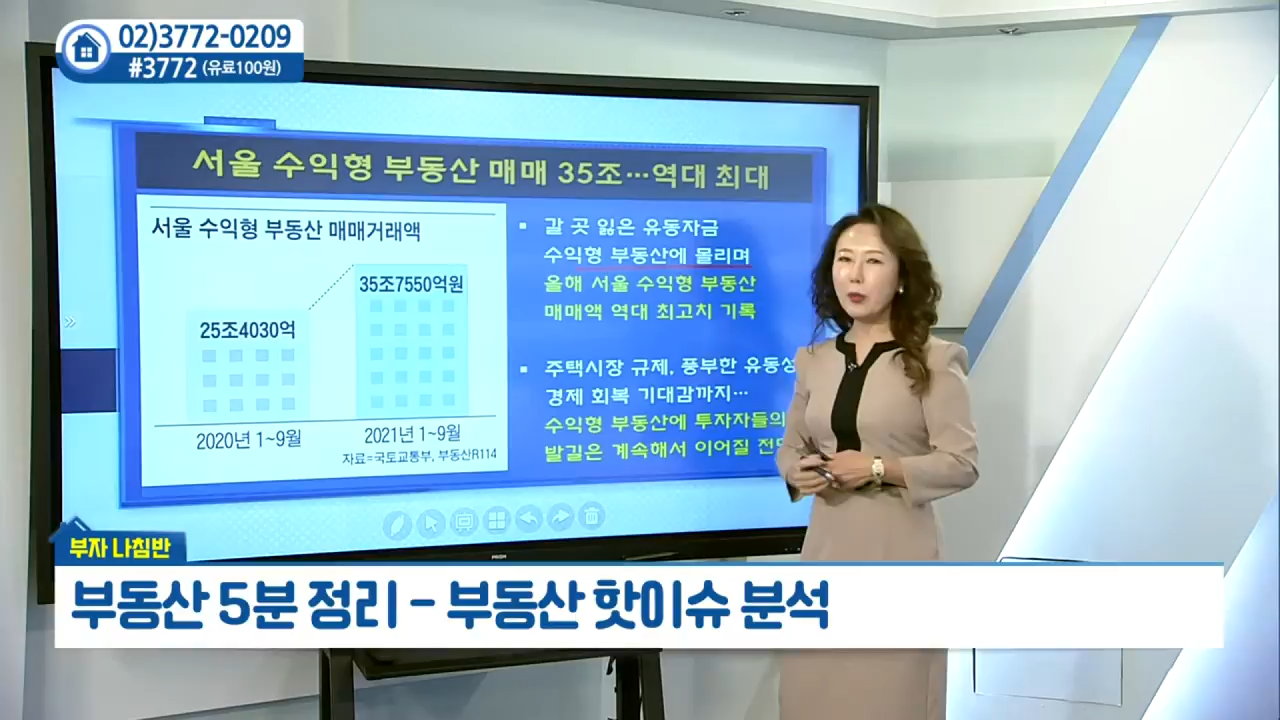 02)3772-0209
#3772 (유료100원)
서울 수익형 부동산 매매 35조…역대 최대
서울 수익형 부동산 매매거래액
25조4030억
35조7550억원
2020년 1~9월
2021년 1~9월
자료=국토교통부, 부동산R114
▪ 갈 곳 잃은 유동자금
수익형 부동산에 몰리며
올해 서울 수익형 부동산
매매액 역대 최고치 기록
▪ 주택시장 규제, 풍부한 유동성
경제 회복 기대감까지…
수익형 부동산에 투자자들의
발길은 계속해서 이어질
부자 나침반
부동산 5분 정리 - 부동산 핫이슈 분석